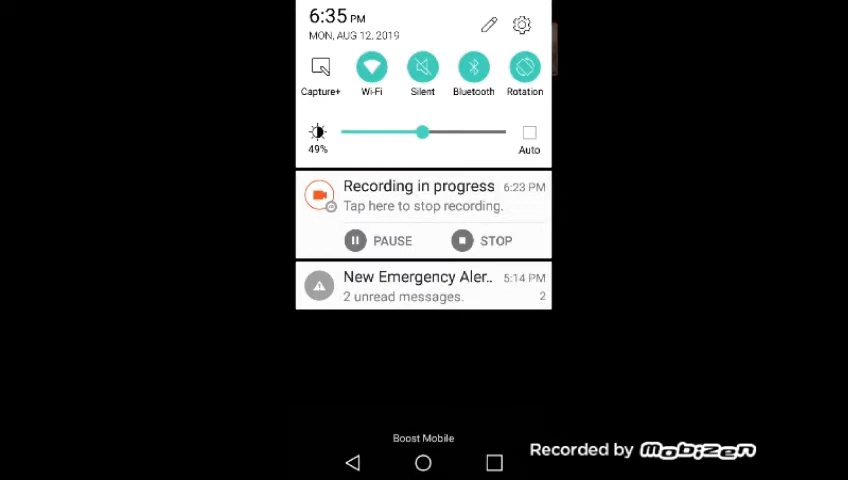 6:35 PM
MON, AUG 12, 2019
Capture+ Wi-Fi Silent Bluetooth Rotation
49% Auto
Recording in progress 6:23 PM
Tap here to stop recording.
PAUSE STOP
New Emergency Aler.. 5:14 PM
2 unread messages. 2
Boost Mobile
Recorded by mobizen